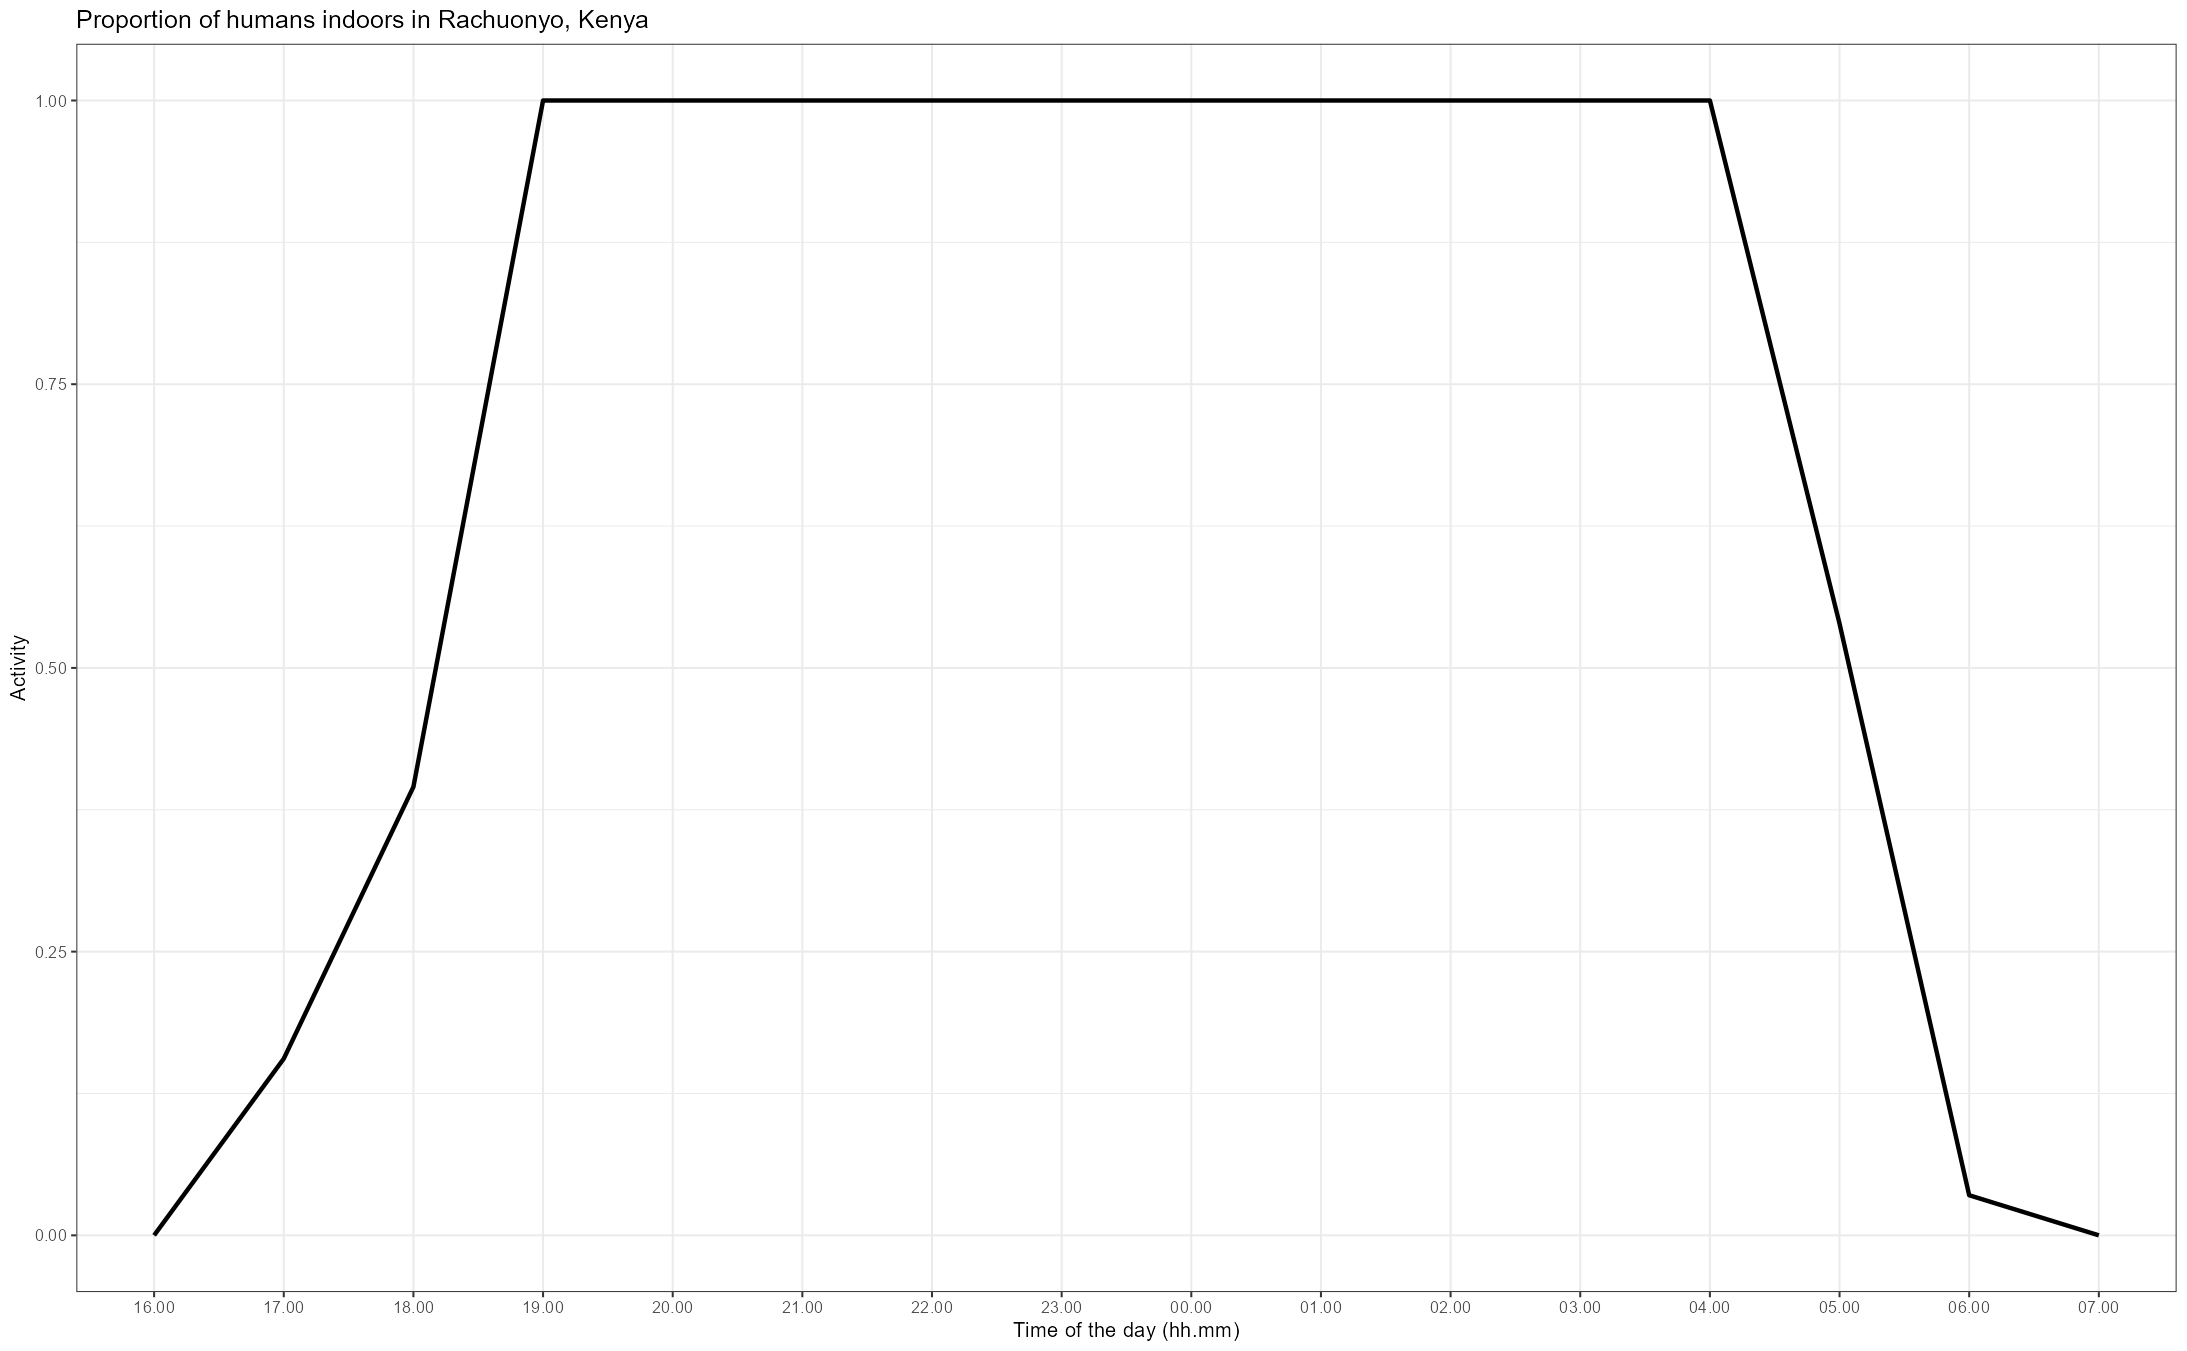 Proportion of humans indoors in Rachuonyo, Kenya
1.00
0.75
0.50
0.25
0.00
Activity
16.00 17.00 18.00 19.00 20.00 21.00 22.00 23.00 00.00 01.00 02.00 03.00 04.00 05.00 06.00 07.00
Time of the day (hh.mm)